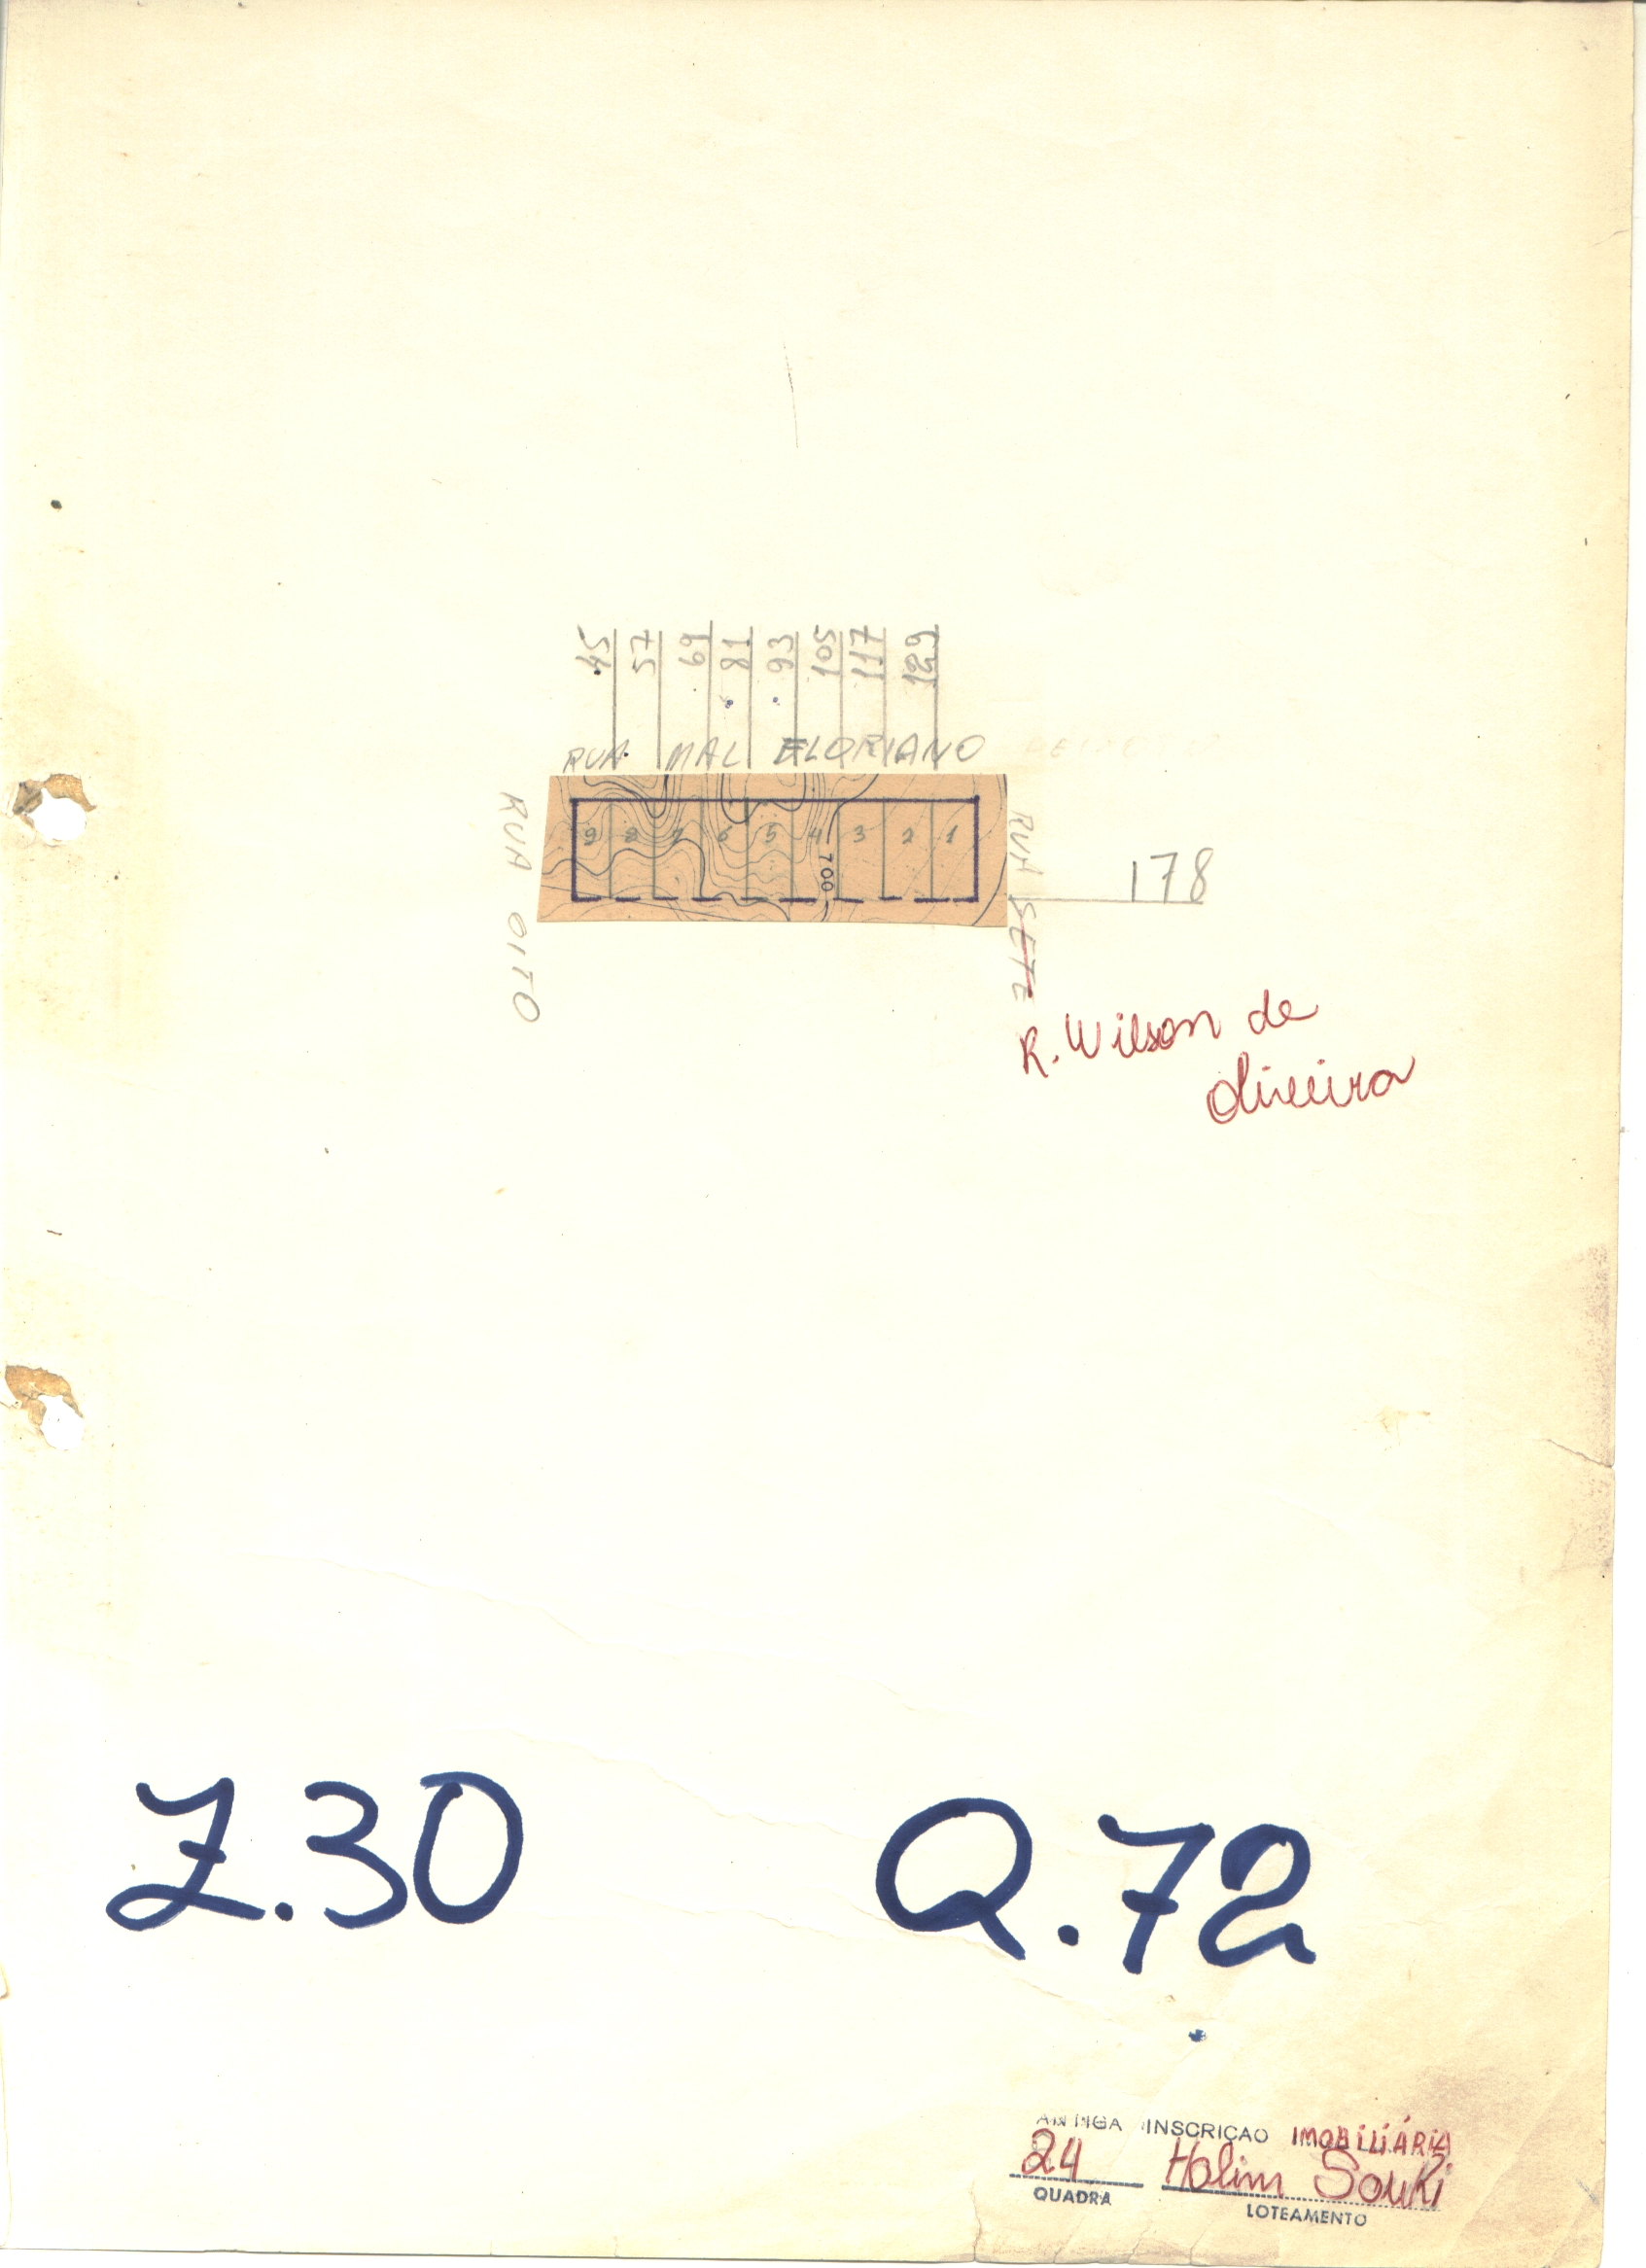 45 57 69 81 93 105 117 129
RUA MAL FLORIANO PEIXOTO
RUA OITO
9 8 7 6 5 4 3 2 1
700
RUA SETE
178
R. Wilson de
Oliveira
Z.30 Q.72
ANTIGA INSCRIÇAO IMOBILIÁRIA
24 Halim Souki
QUADRA LOTEAMENTO